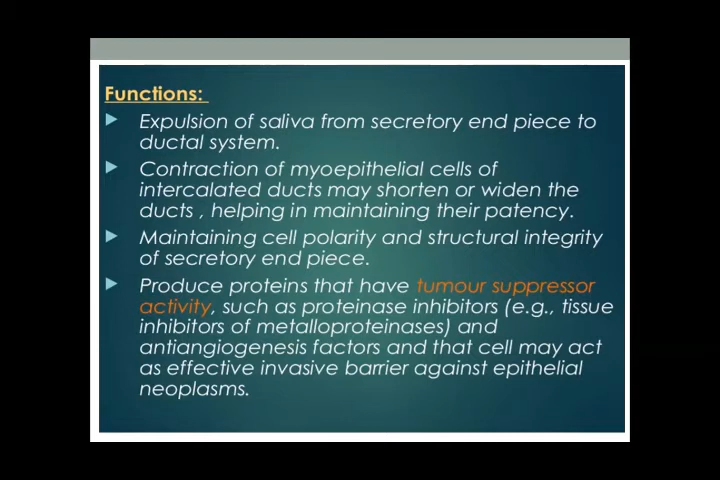 Functions:
Expulsion of saliva from secretory end piece to
ductal system.
Contraction of myoepithelial cells of
intercalated ducts may shorten or widen the
ducts , helping in maintaining their patency.
Maintaining cell polarity and structural integrity
of secretory end piece.
Produce proteins that have tumour suppressor
activity, such as proteinase inhibitors (e.g., tissue
inhibitors of metalloproteinases) and
antiangiogenesis factors and that cell may act
as effective invasive barrier against epithelial
neoplasms.